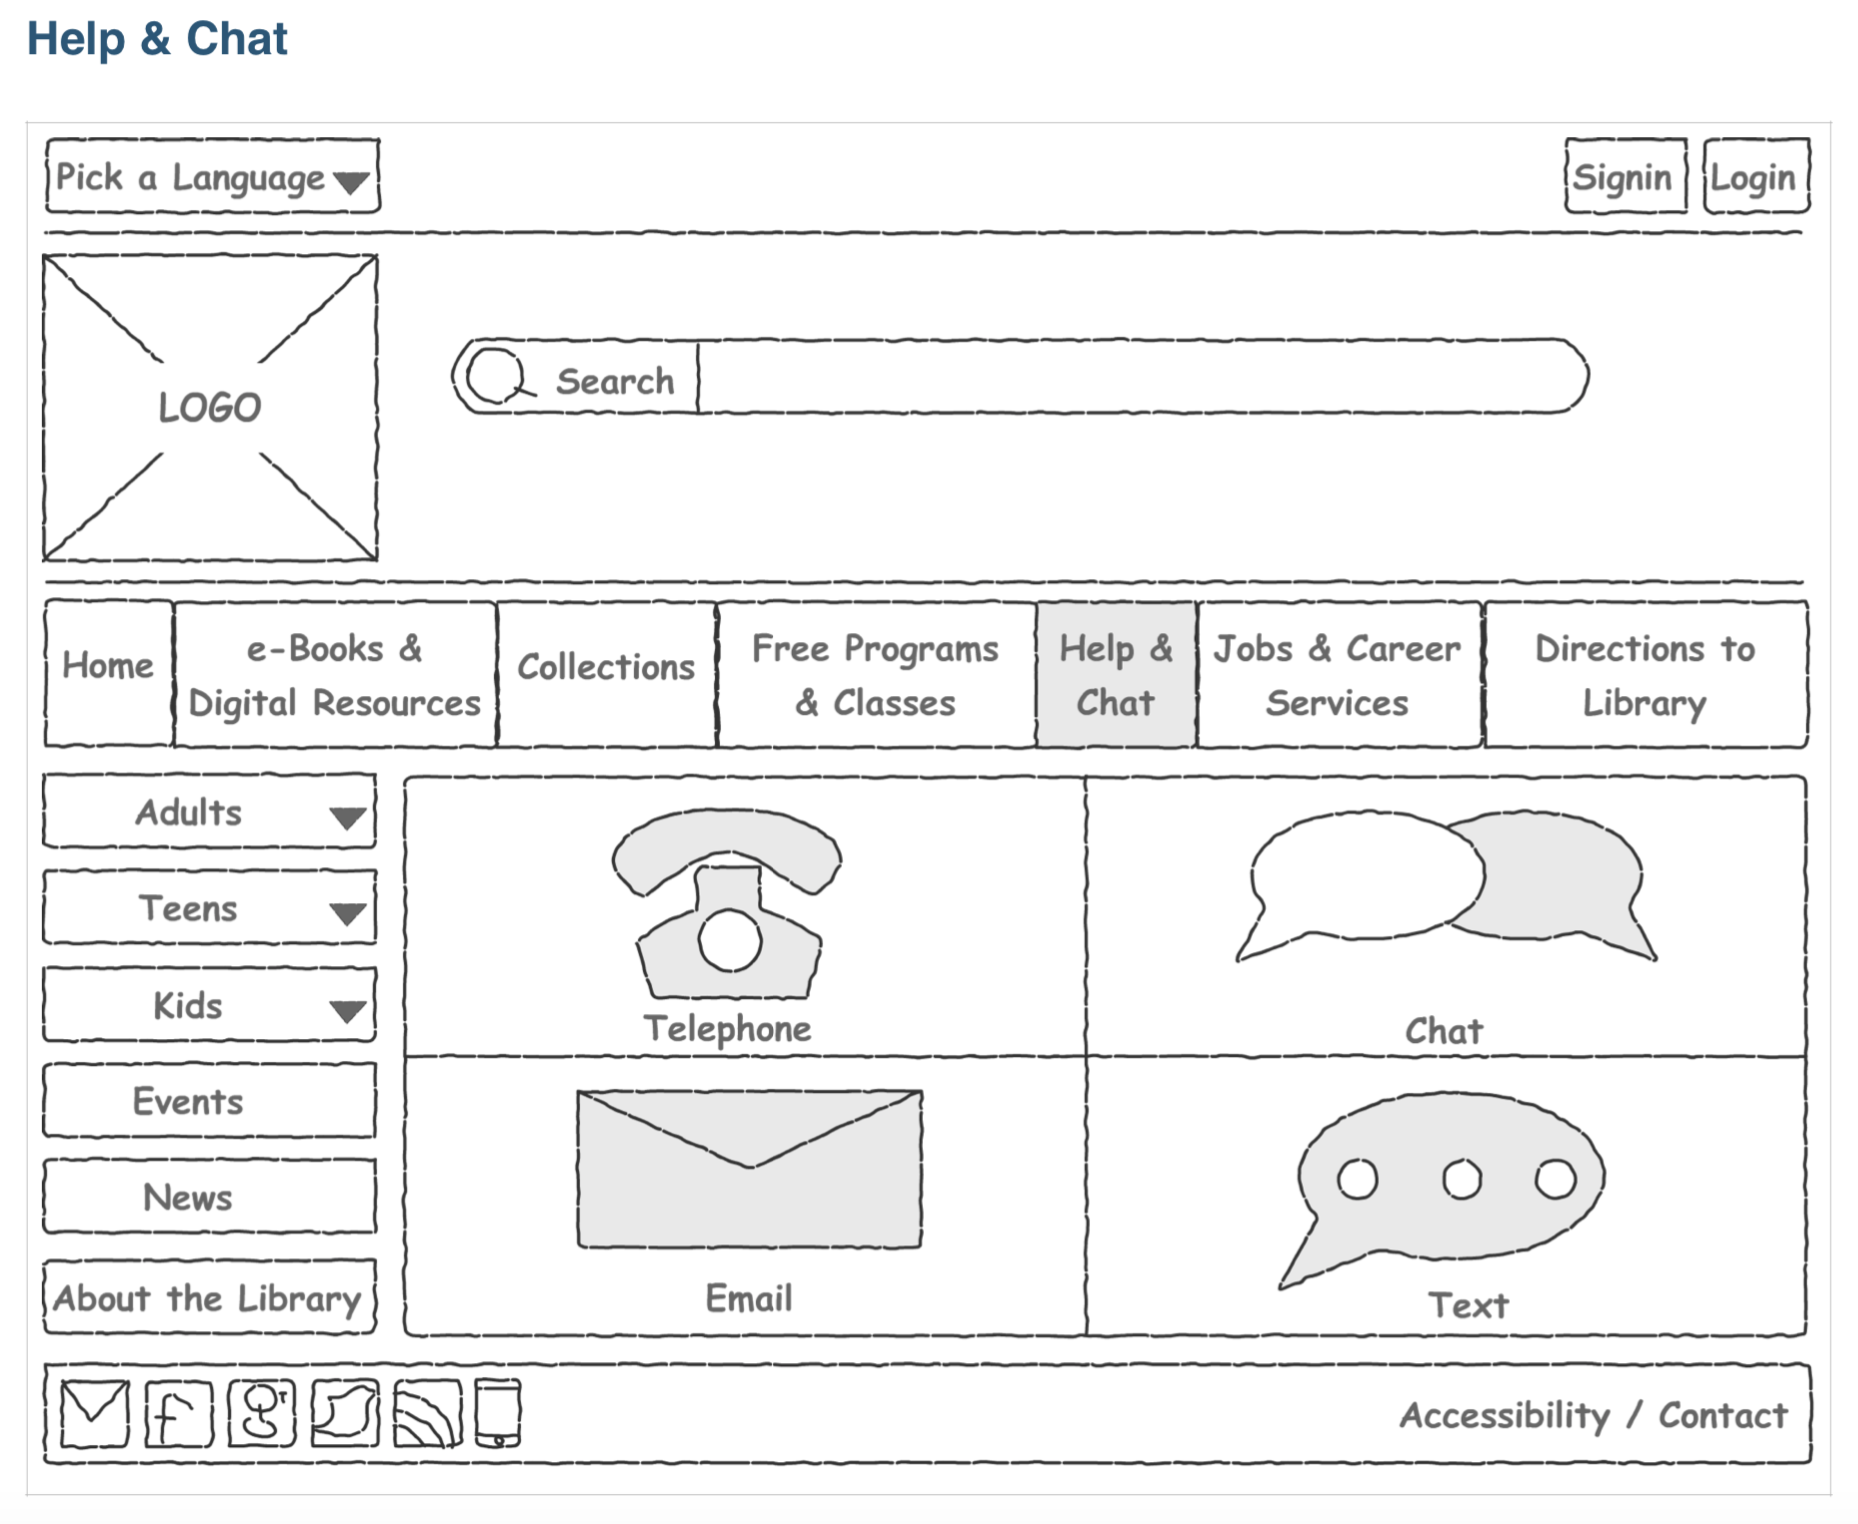 Help & Chat
Pick a Language
Signin
Login
LOGO
Search
Home
e-Books &
Digital Resources
Collections
Free Programs
& Classes
Help &
Chat
Jobs & Career
Services
Directions to
Library
Adults
Teens
Kids
Events
News
About the Library
Telephone
Chat
Email
Text
Accessibility / Contact